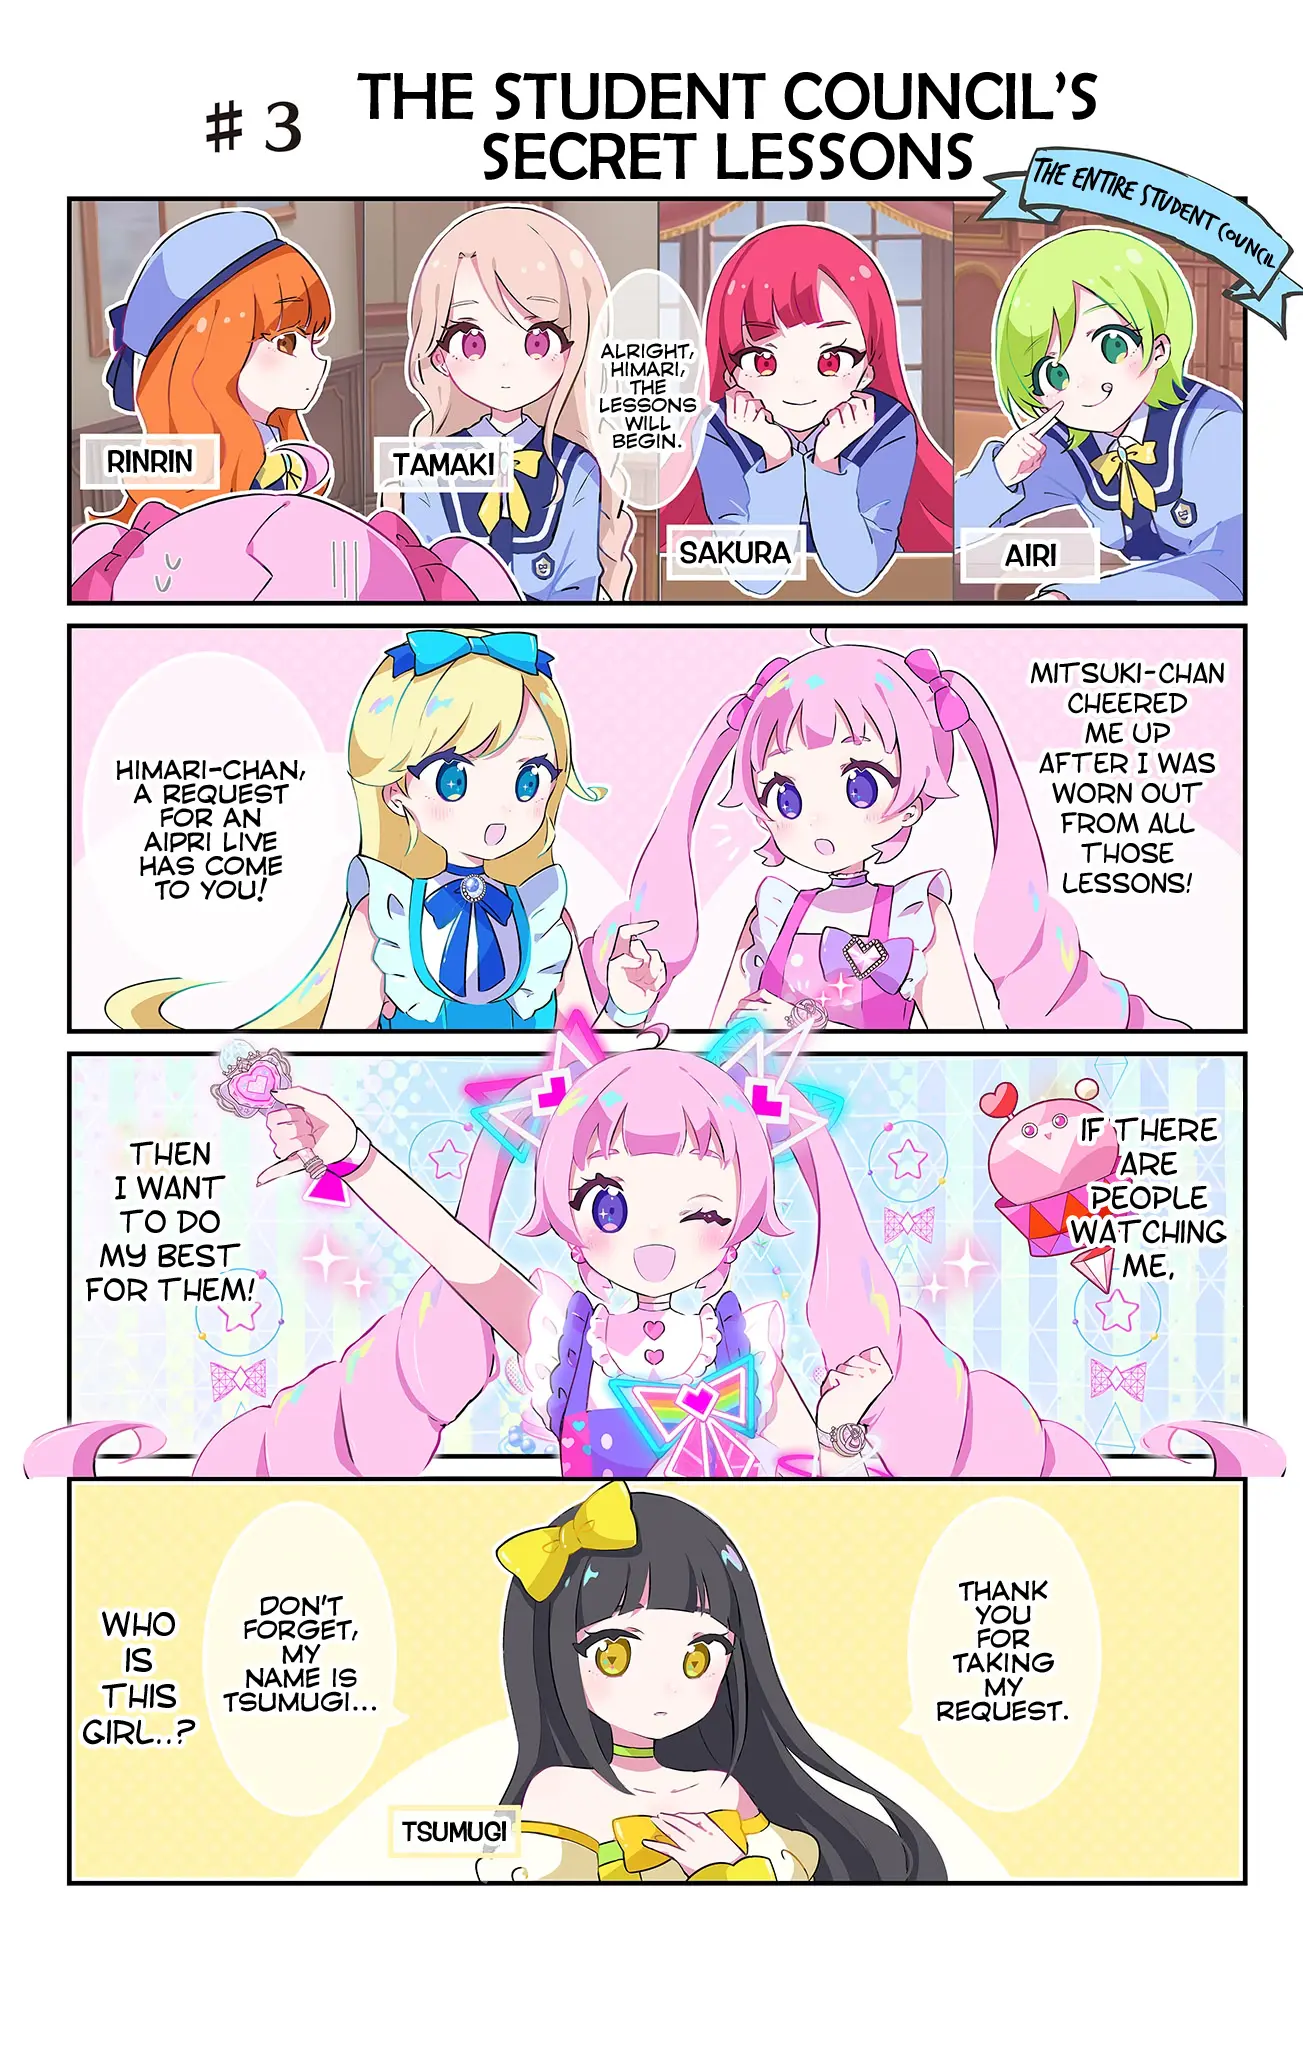 # 3
THE STUDENT COUNCIL'S
SECRET LESSONS
THE ENTIRE STUDENT COUNCIL
RINRIN
TAMAKI
ALRIGHT,
HIMARI,
THE
LESSONS
WILL
BEGIN.
SAKURA
AIRI
MITSUKI-CHAN
CHEERED
ME UP
AFTER I WAS
WORN OUT
FROM ALL
THOSE
LESSONS!
HIMARI-CHAN,
A REQUEST
FOR AN
AIPRI LIVE
HAS COME
TO YOU!
IF THERE
ARE
PEOPLE
WATCHING
ME,
THEN
I WANT
TO DO
MY BEST
FOR THEM!
THANK
YOU
FOR
TAKING
MY
REQUEST.
DON'T
FORGET,
MY
NAME IS
TSUMUGI...
TSUMUGI
WHO
IS
THIS
GIRL..?